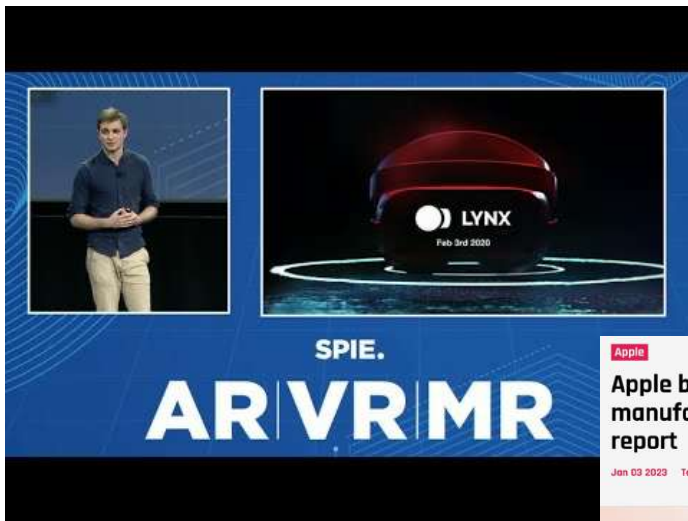 LYNX
Feb 3rd 2020
SPIE.
AR|VR|MR
Apple
Apple b
manufa
report
Jan 03 2023